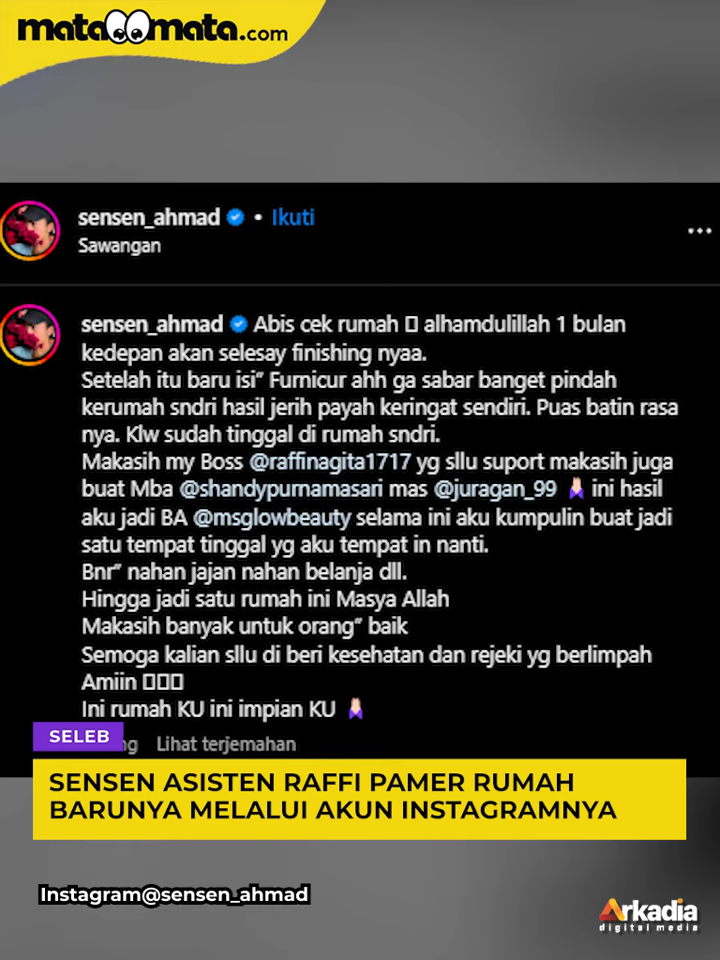 matamata.com
sensen_ahmad • Ikuti
Sawangan
sensen_ahmad Abis cek rumah alhamdulillah 1 bulan
kedepan akan selesay finishing nyaa.
Setelah itu baru isi" Furnicur ahh ga sabar banget pindah
kerumah sndri hasil jerih payah keringat sendiri. Puas batin rasa
nya. Klw sudah tinggal di rumah sndri.
Makasih my Boss @raffinagita1717 yg sllu suport makasih juga
buat Mba @shandypurnamasari mas @juragan_99 ini hasil
aku jadi BA @msglowbeauty selama ini aku kumpulin buat jadi
satu tempat tinggal yg aku tempat in nanti.
Bnr" nahan jajan nahan belanja dll.
Hingga jadi satu rumah ini Masya Allah
Makasih banyak untuk orang" baik
Semoga kalian sllu di beri kesehatan dan rejeki yg berlimpah
Amiin
Ini rumah KU ini impian KU
Lihat terjemahan
SELEB
SENSEN ASISTEN RAFFI PAMER RUMAH
BARUNYA MELALUI AKUN INSTAGRAMNYA
Instagram@sensen_ahmad
Arkadia
digital media